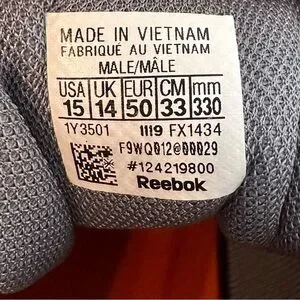 MADE IN VIETNAM
FABRIQUÉ AU VIETNAM
MALE/MÂLE
USA UK EUR CM mm
15 14 50 33 330
1Y3501 1119 FX1434
F9WQ012@00029
#124219800
Reebok